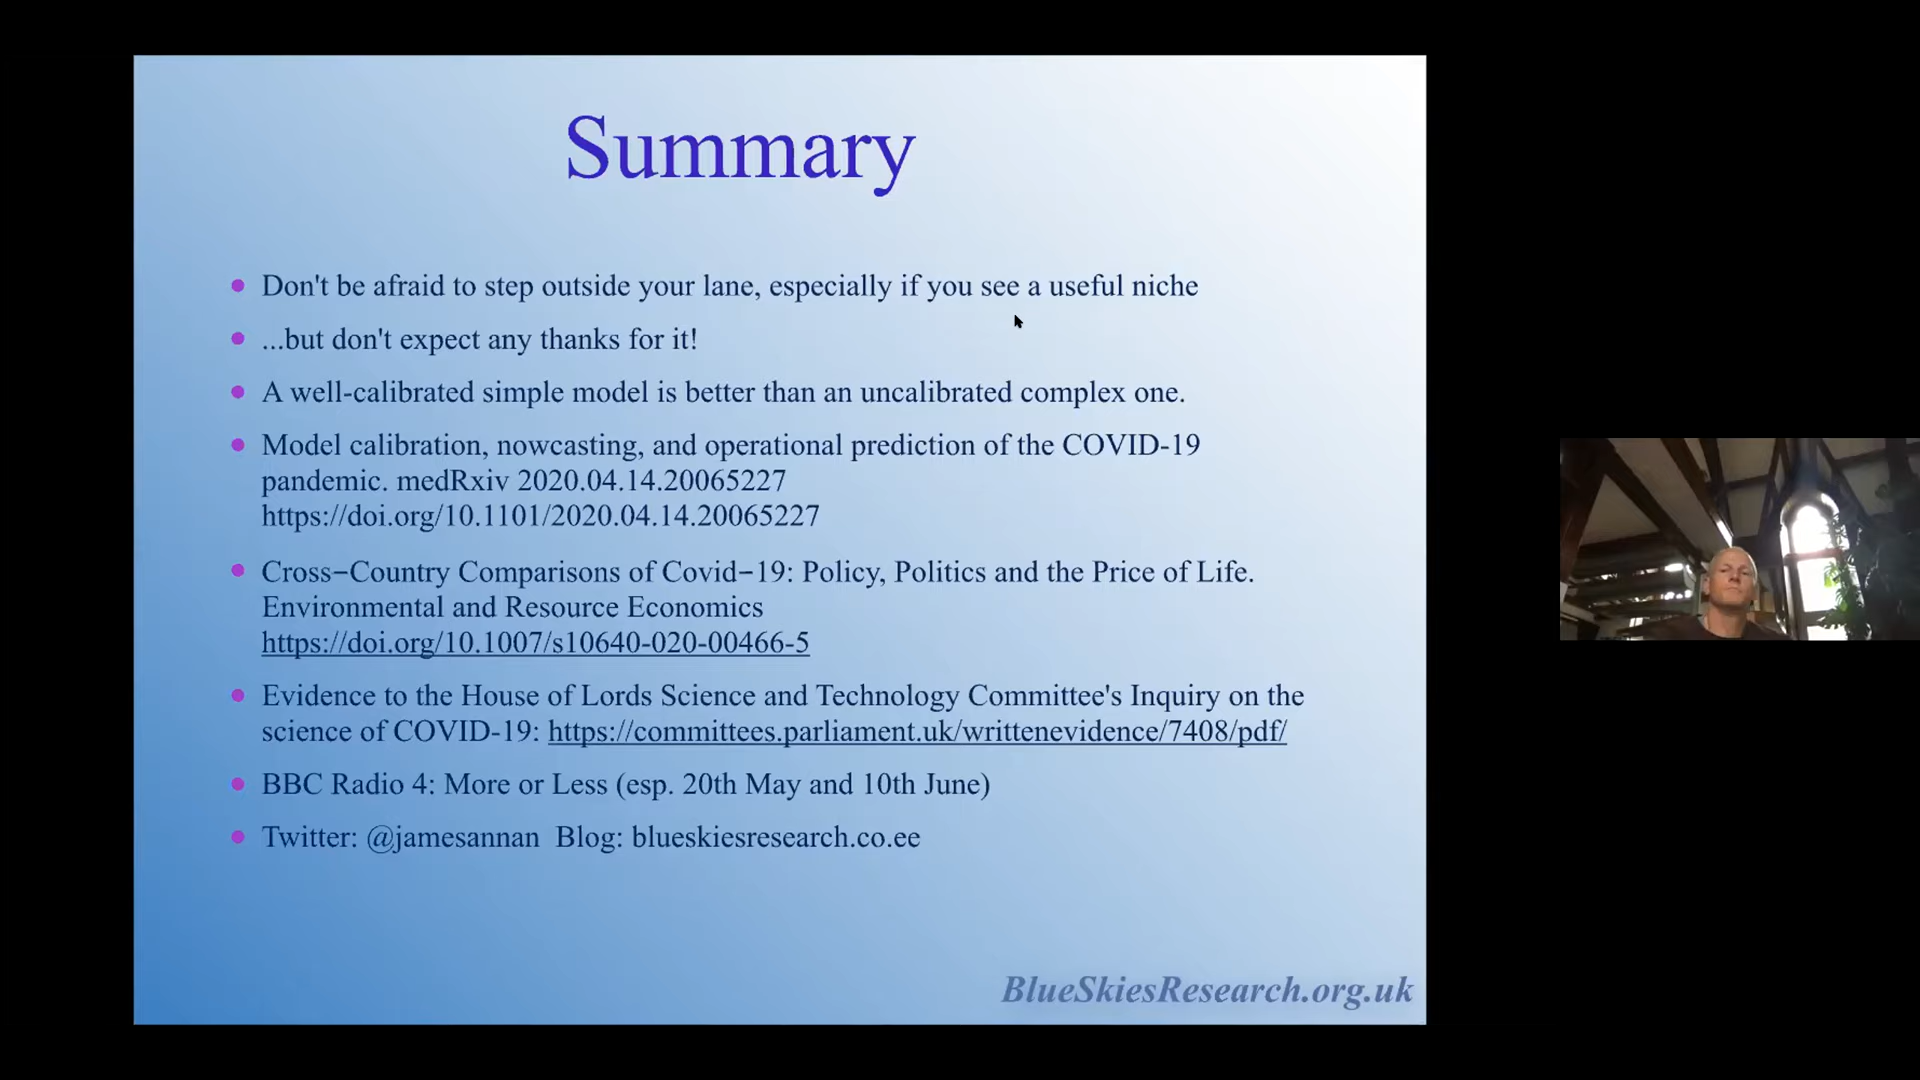 Summary
Don't be afraid to step outside your lane, especially if you see a useful niche
...but don't expect any thanks for it!
A well-calibrated simple model is better than an uncalibrated complex one.
Model calibration, nowcasting, and operational prediction of the COVID-19
pandemic. medRxiv 2020.04.14.20065227
https://doi.org/10.1101/2020.04.14.20065227
Cross−Country Comparisons of Covid−19: Policy, Politics and the Price of Life.
Environmental and Resource Economics
https://doi.org/10.1007/s10640-020-00466-5
Evidence to the House of Lords Science and Technology Committee's Inquiry on the
science of COVID-19: https://committees.parliament.uk/writtenevidence/7408/pdf/
BBC Radio 4: More or Less (esp. 20th May and 10th June)
Twitter: @jamesannan  Blog: blueskiesresearch.co.ee
BlueSkiesResearch.org.uk